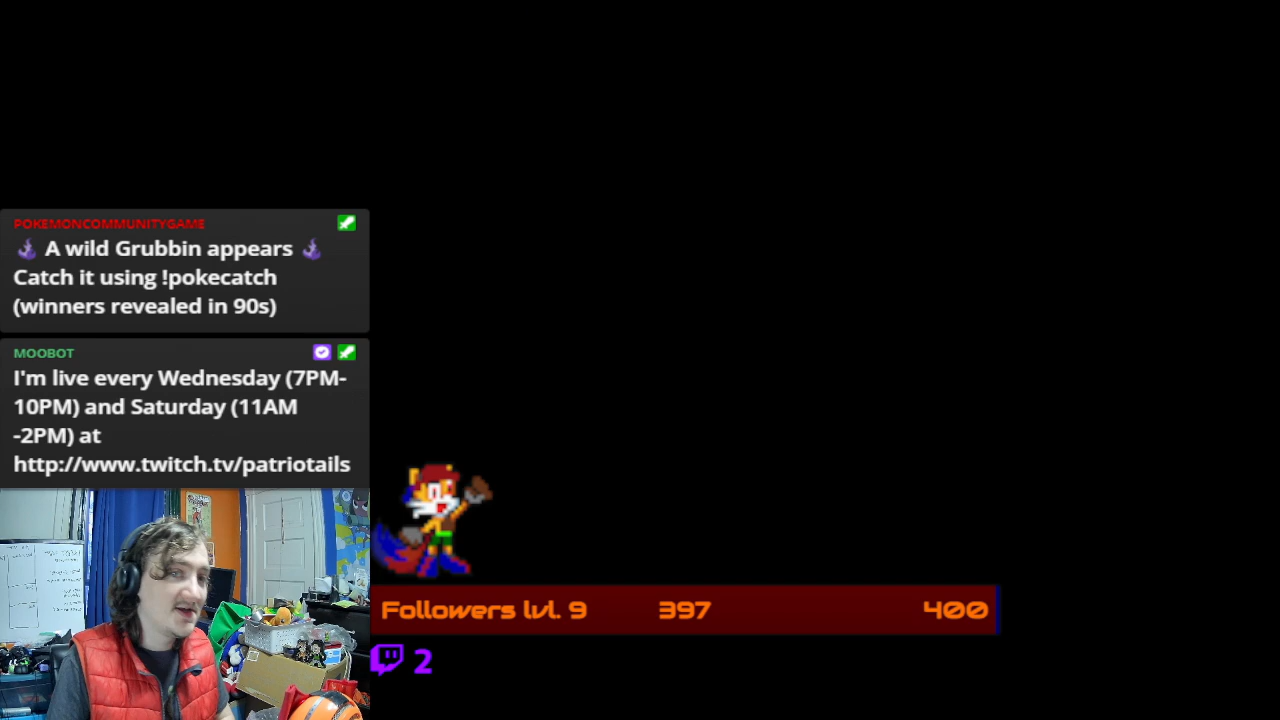 POKEMONCOMMUNITYGAME
A wild Grubbin appears
Catch it using !pokecatch
(winners revealed in 90s)
MOOBOT
I'm live every Wednesday (7PM-
10PM) and Saturday (11AM
-2PM) at
http://www.twitch.tv/patriotails
Followers lvl. 9 397 400
2